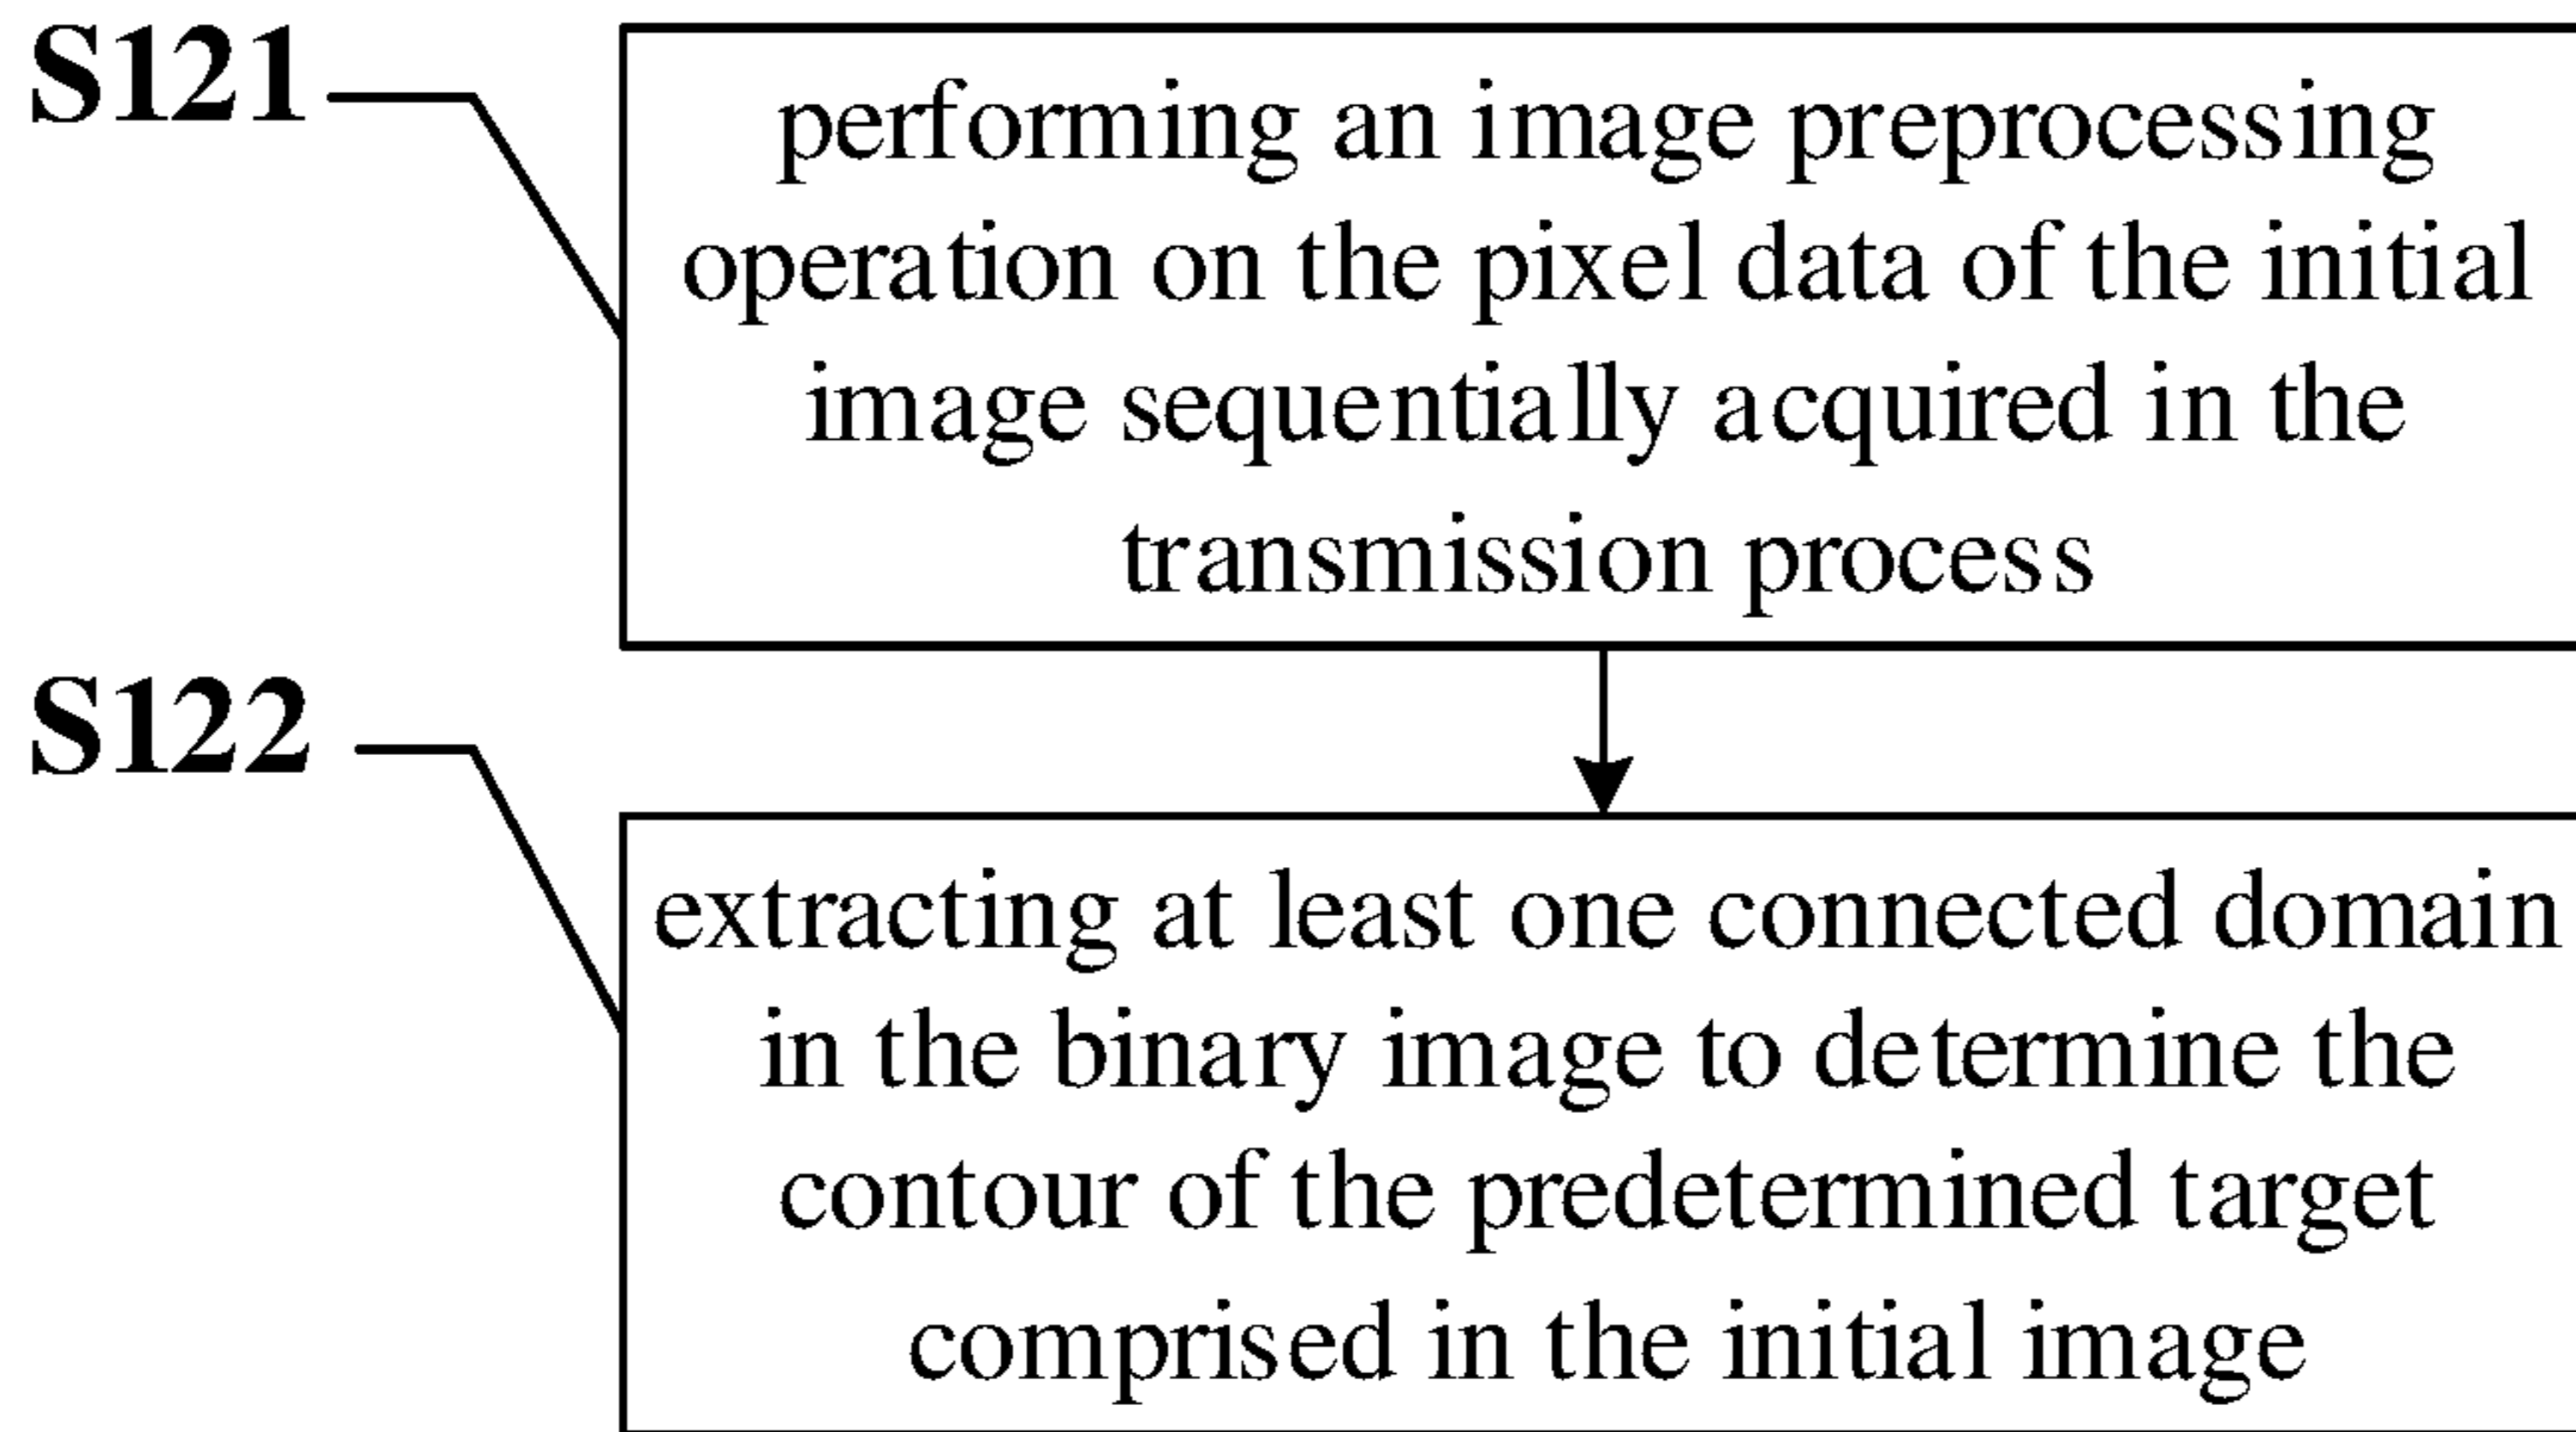 S121
performing an image preprocessing
operation on the pixel data of the initial
image sequentially acquired in the
transmission process
S122
extracting at least one connected domain
in the binary image to determine the
contour of the predetermined target
comprised in the initial image